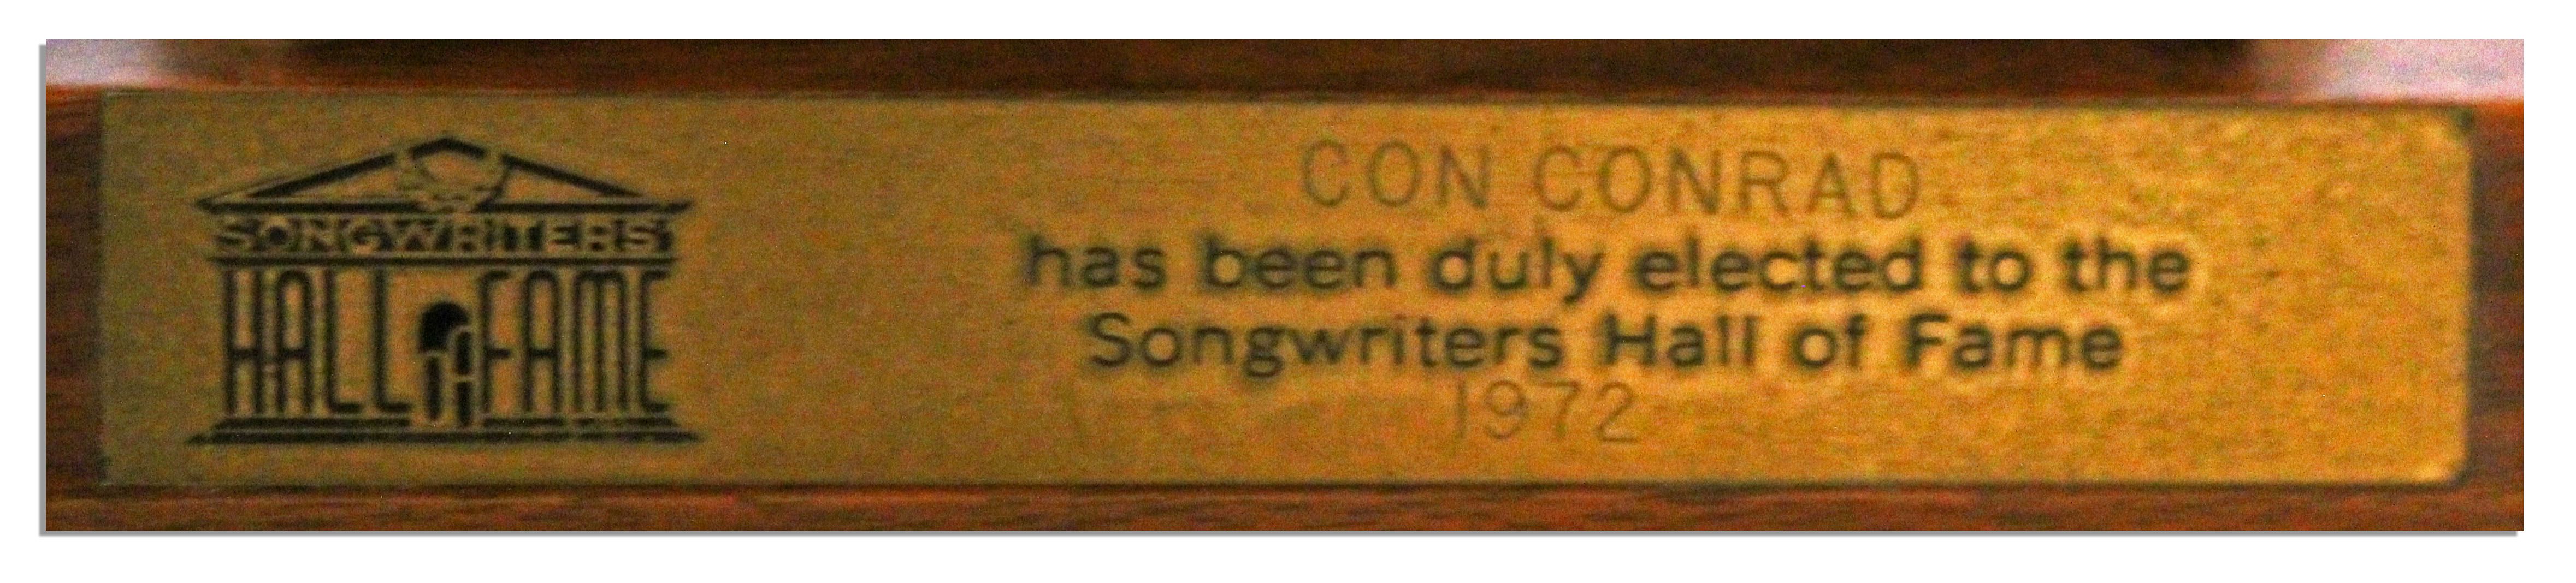 SONGWRITERS'
HALL OF FAME
CON CONRAD
has been duly elected to the
Songwriters Hall of Fame
1972